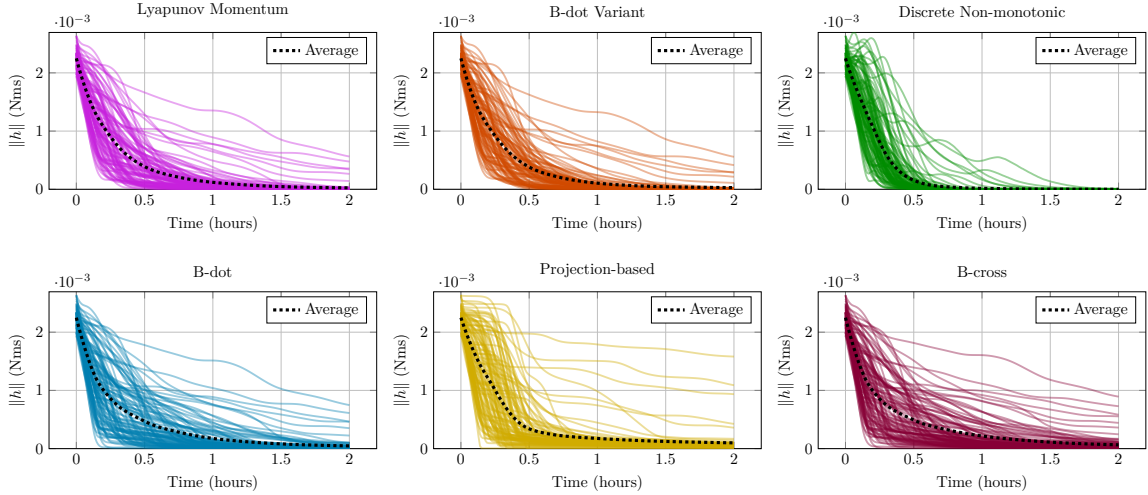 Lyapunov Momentum
·10⁻³
Average
2
1
0
‖h‖ (Nms)
0 0.5 1 1.5 2
Time (hours)
B-dot Variant
·10⁻³
Average
2
1
0
‖h‖ (Nms)
0 0.5 1 1.5 2
Time (hours)
Discrete Non-monotonic
·10⁻³
Average
2
1
0
‖h‖ (Nms)
0 0.5 1 1.5 2
Time (hours)
B-dot
·10⁻³
Average
2
1
0
‖h‖ (Nms)
0 0.5 1 1.5 2
Time (hours)
Projection-based
·10⁻³
Average
2
1
0
‖h‖ (Nms)
0 0.5 1 1.5 2
Time (hours)
B-cross
·10⁻³
Average
2
1
0
‖h‖ (Nms)
0 0.5 1 1.5 2
Time (hours)